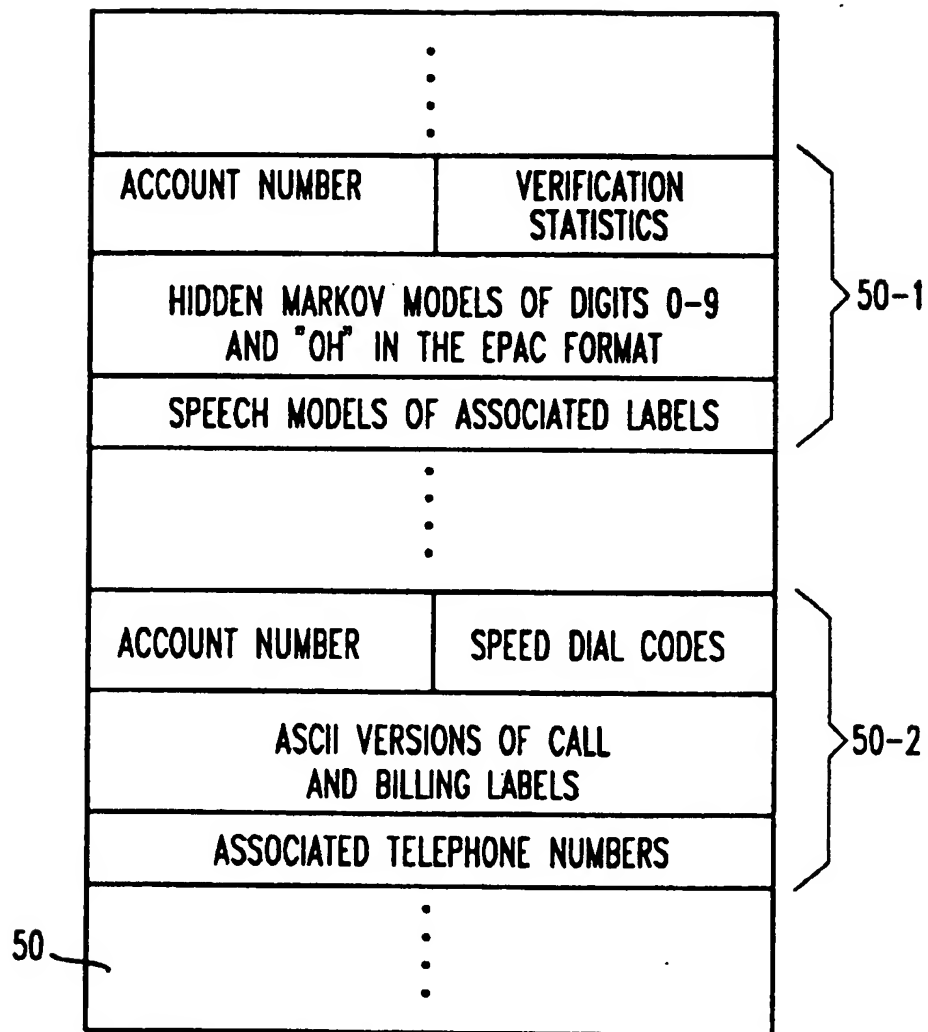 ACCOUNT NUMBER
VERIFICATION
STATISTICS
HIDDEN MARKOV MODELS OF DIGITS 0-9
AND "OH" IN THE EPAC FORMAT
SPEECH MODELS OF ASSOCIATED LABELS
50-1
ACCOUNT NUMBER
SPEED DIAL CODES
ASCII VERSIONS OF CALL
AND BILLING LABELS
ASSOCIATED TELEPHONE NUMBERS
50-2
50